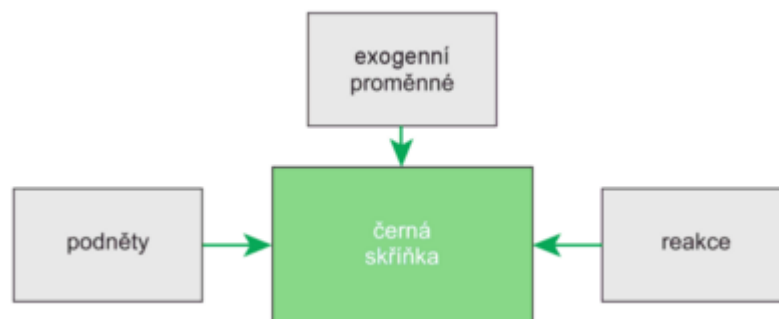 exogenní
proměnné
podněty
černá
skříňka
reakce